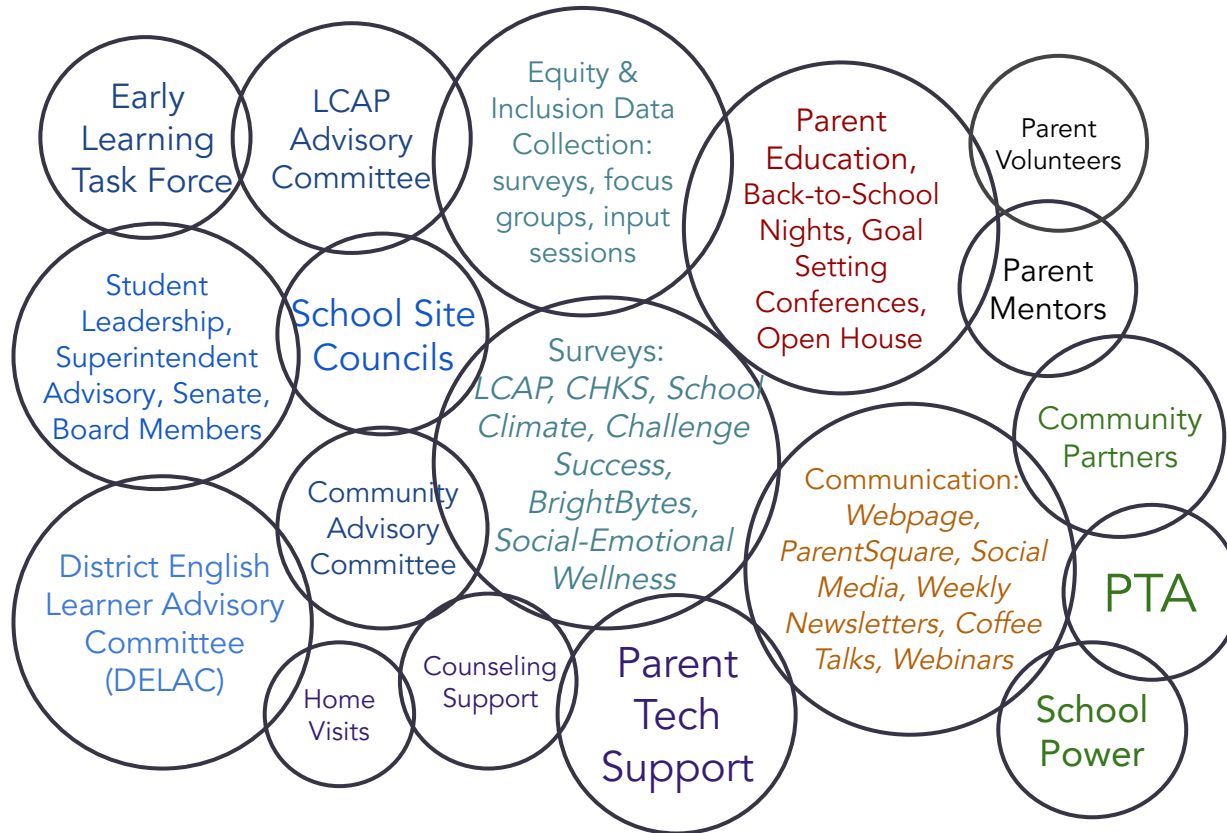 Early
Learning
Task Force
LCAP
Advisory
Committee
Equity &
Inclusion Data
Collection:
surveys, focus
groups, input
sessions
Parent
Education,
Back-to-School
Nights, Goal
Setting
Conferences,
Open House
Parent
Volunteers
Parent
Mentors
Student
Leadership,
Superintendent
Advisory, Senate,
Board Members
School Site
Councils
Surveys:
LCAP, CHKS, School
Climate, Challenge
Success,
BrightBytes,
Social-Emotional
Wellness
Community
Partners
Community
Advisory
Committee
Communication:
Webpage,
ParentSquare, Social
Media, Weekly
Newsletters, Coffee
Talks, Webinars
PTA
District English
Learner Advisory
Committee
(DELAC)
Home
Visits
Counseling
Support
Parent
Tech
Support
School
Power